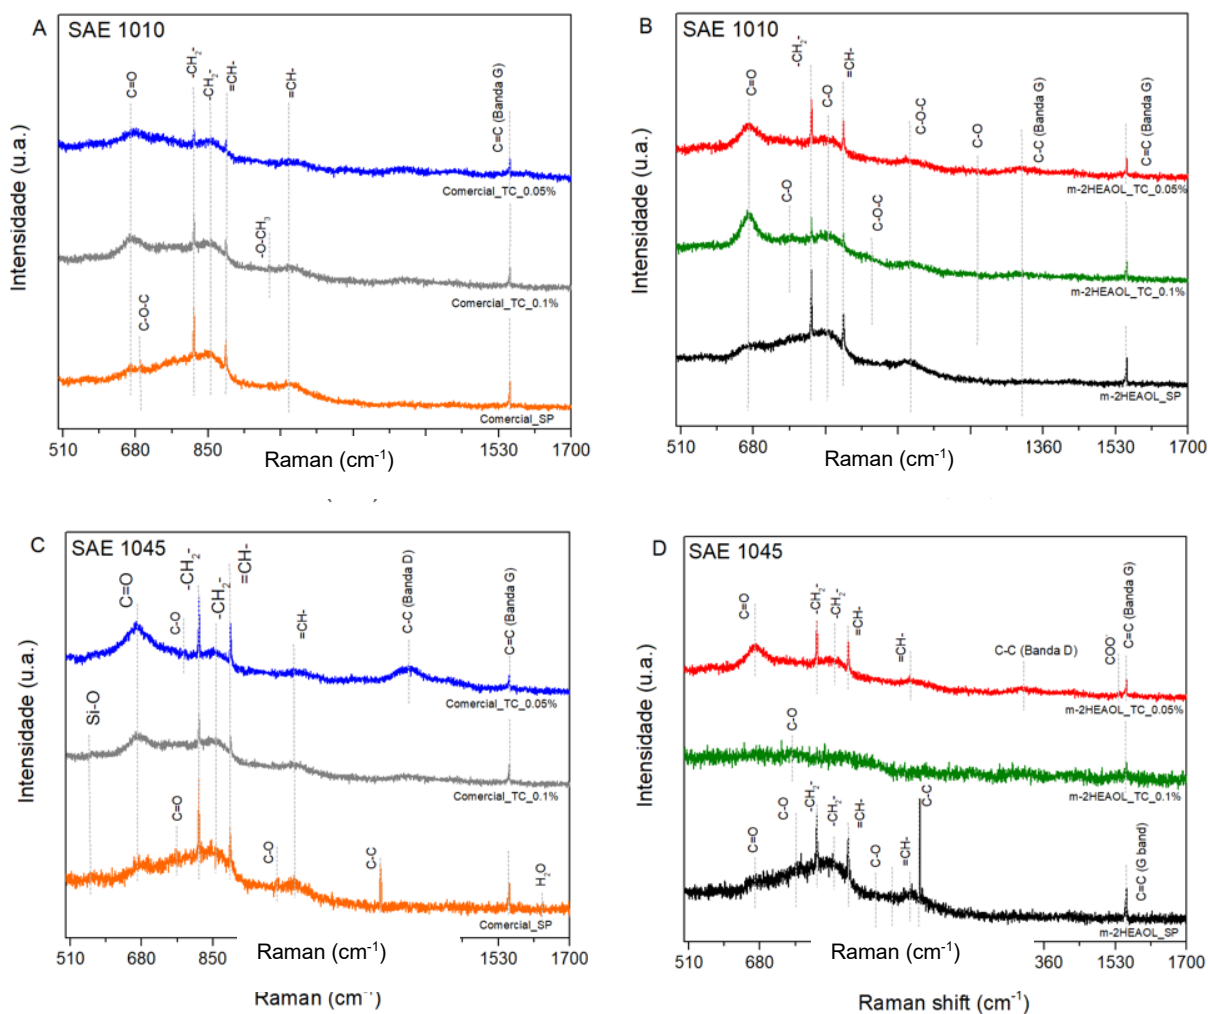 A
SAE 1010
C=O
-CH2-
-CH2-
=CH-
=CH-
C=C (Banda G)
Comercial_TC_0.05%
-O-CH3
Comercial_TC_0.1%
C-O-C
Comercial_SP
Intensidade (u.a.)
510 680 850 1530 1700
Raman (cm-1)
B
SAE 1010
C=O
-CH2-
C-O
=CH-
C-O-C
C-O
C-C (Banda G)
C=C (Banda G)
m-2HEAOL_TC_0.05%
C-O
C-O-C
m-2HEAOL_TC_0.1%
m-2HEAOL_SP
Intensidade (u.a.)
510 680 1360 1530 1700
Raman (cm-1)
C
SAE 1045
C=O
C-O
-CH2-
-CH2-
=CH-
=CH-
C-C (Banda D)
C=C (Banda G)
Comercial_TC_0.05%
Si-O
Comercial_TC_0.1%
C=O
C-O
C-C
H2O
Comercial_SP
Intensidade (u.a.)
510 680 850 1530 1700
Raman (cm-1)
Raman (cm-1)
D
SAE 1045
C=O
-CH2-
-CH2-
=CH-
=CH-
C-C (Banda D)
COO-
C=C (Banda G)
m-2HEAOL_TC_0.05%
C-O
m-2HEAOL_TC_0.1%
C=O
C-O
-CH2-
-CH2-
=CH-
C-O
=CH-
C-C
C=C (G band)
m-2HEAOL_SP
Intensidade (u.a.)
510 680 360 1530 1700
Raman (cm-1)
Raman shift (cm-1)